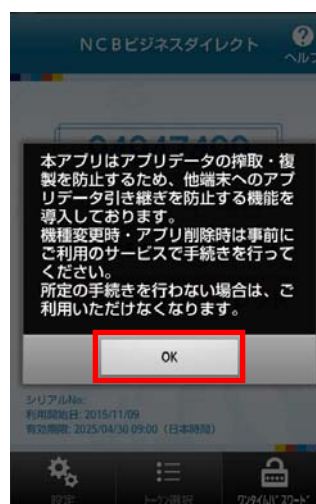 NCBビジネスダイレクト
?
ヘルプ
本アプリはアプリデータの搾取・複
製を防止するため、他端末へのアプ
リデータ引き継ぎを防止する機能を
導入しております。
機種変更時・アプリ削除時は事前に
ご利用のサービスで手続きを行って
ください。
所定の手続きを行わない場合は、ご
利用いただけなくなります。
OK
シリアルNo:
利用開始日: 2015/11/09
有効期限: 2025/04/30 09:00（日本時間）
設定
トークン選択
ワンタイムパスワード